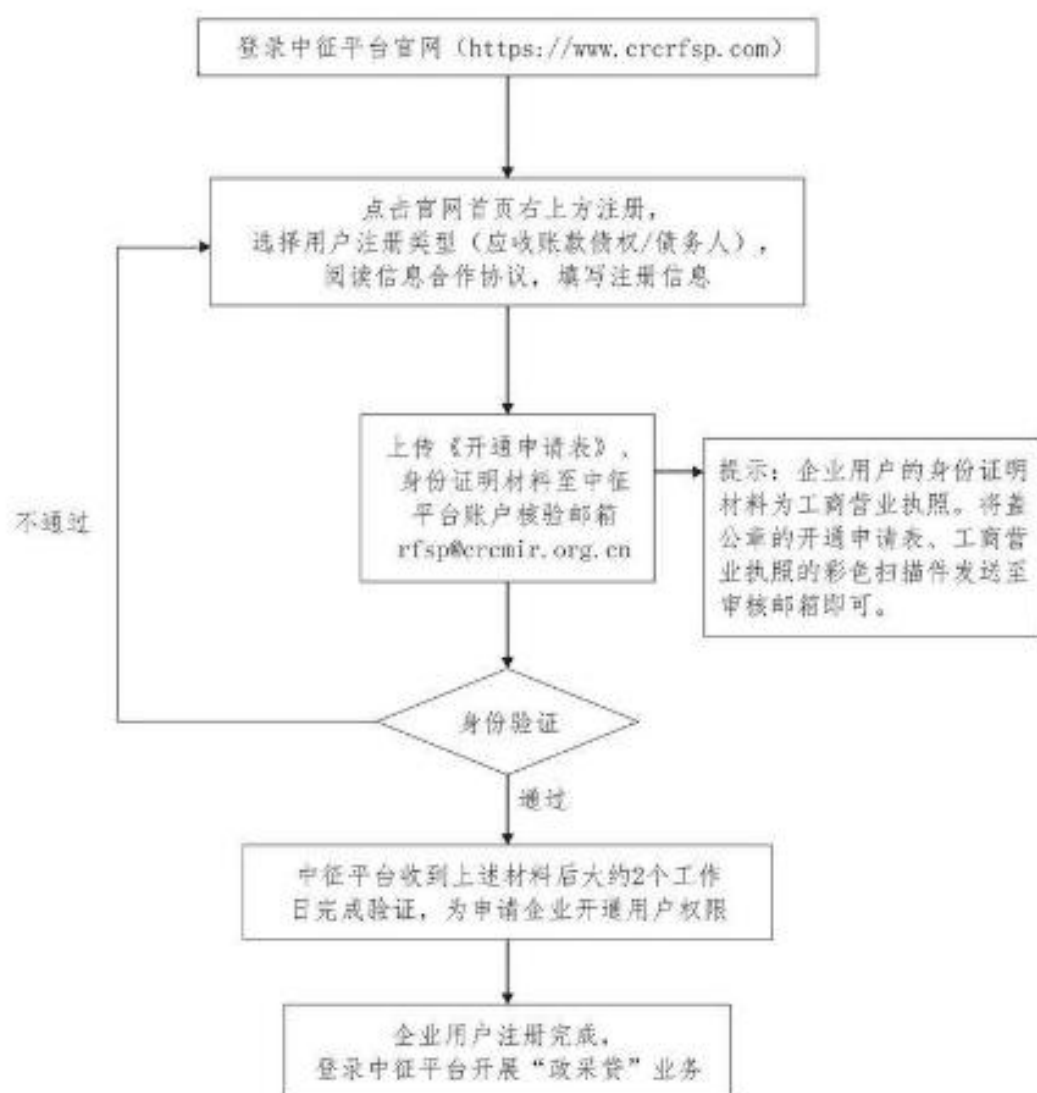 登录中征平台官网（https://www.crcrfsp.com）
点击官网首页右上方注册，
选择用户注册类型（应收账款债权/债务人），
阅读信息合作协议，填写注册信息
上传《开通申请表》、
身份证明材料至中征
平台账户核验邮箱
rfsp@crcmir.org.cn
提示：企业用户的身份证明
材料为工商营业执照。将盖
公章的开通申请表、工商营
业执照的彩色扫描件发送至
审核邮箱即可。
不通过
身份验证
通过
中征平台收到上述材料后大约2个工作
日完成验证，为申请企业开通用户权限
企业用户注册完成，
登录中征平台开展“政采贷”业务